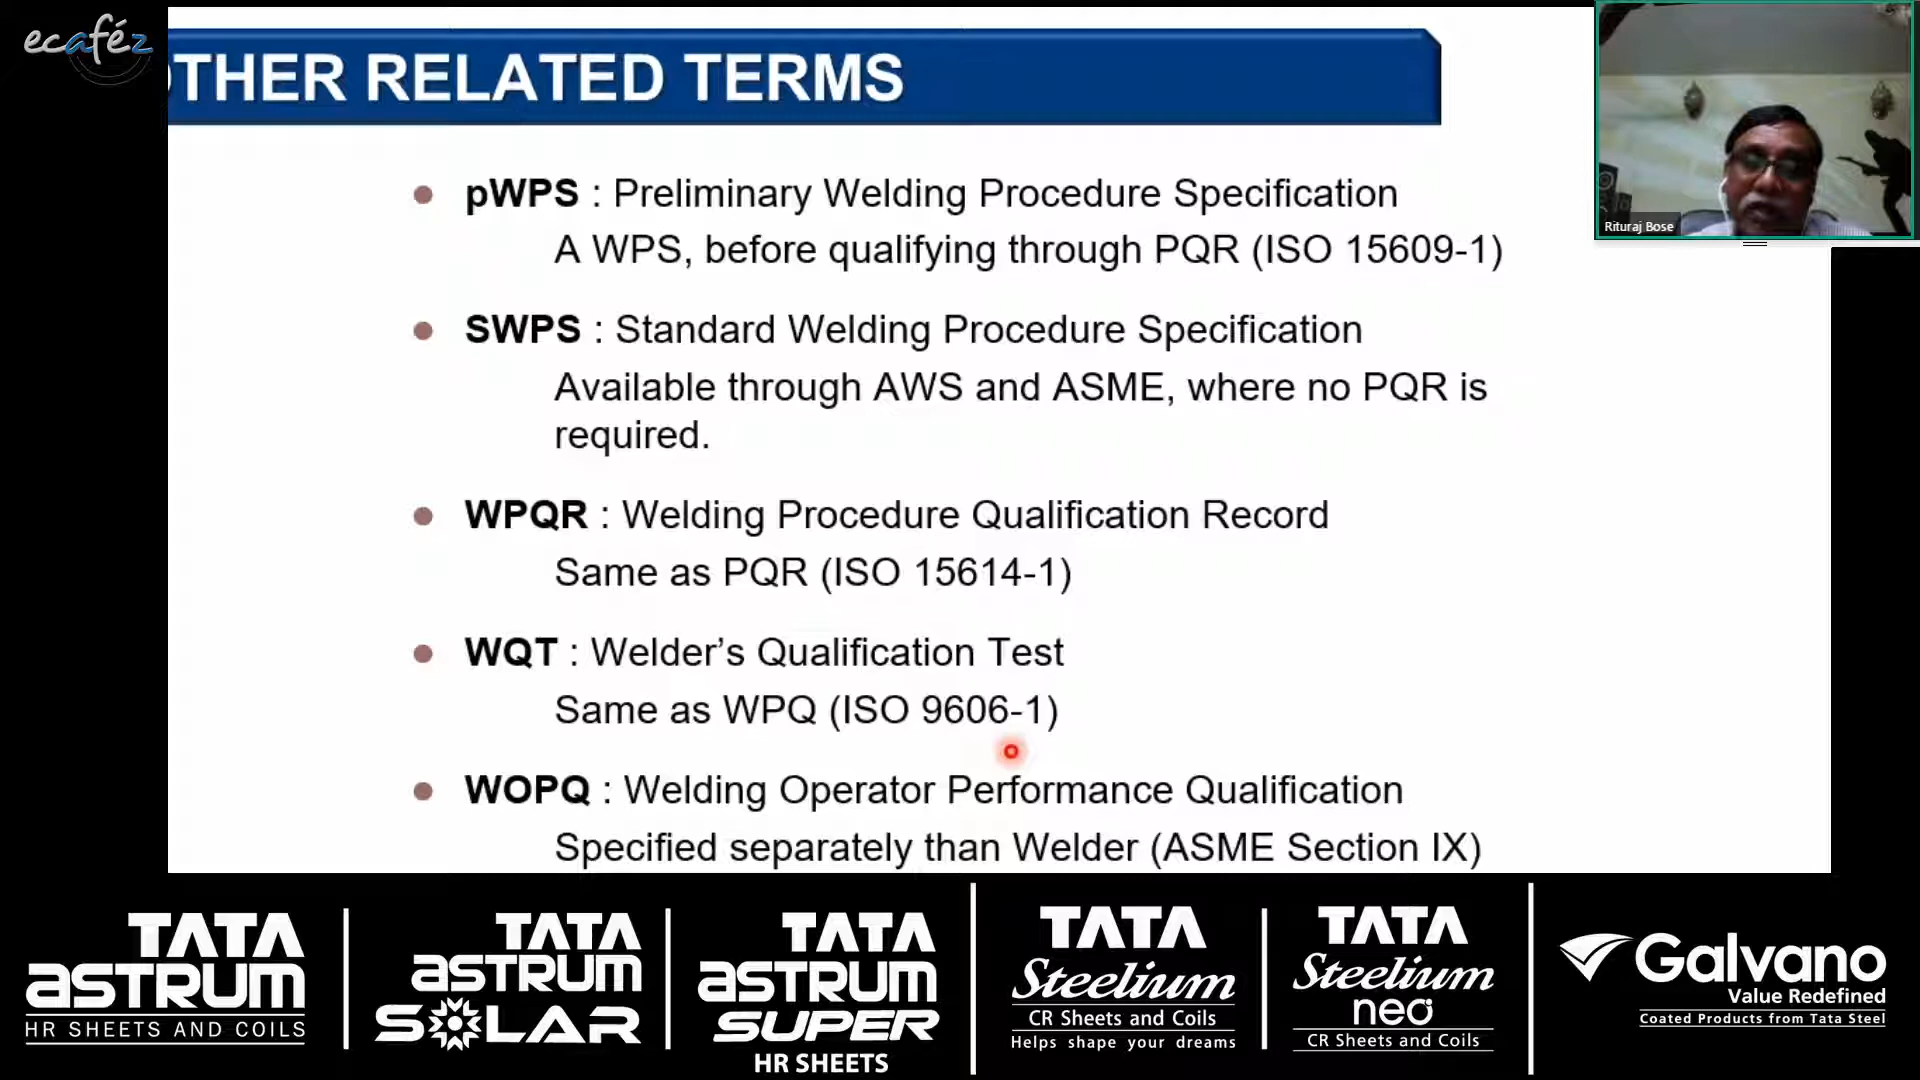 ecaféz
OTHER RELATED TERMS
Rituraj Bose
• pWPS : Preliminary Welding Procedure Specification
A WPS, before qualifying through PQR (ISO 15609-1)
• SWPS : Standard Welding Procedure Specification
Available through AWS and ASME, where no PQR is
required.
• WPQR : Welding Procedure Qualification Record
Same as PQR (ISO 15614-1)
• WQT : Welder’s Qualification Test
Same as WPQ (ISO 9606-1)
• WOPQ : Welding Operator Performance Qualification
Specified separately than Welder (ASME Section IX)
TATA
astrum
HR SHEETS AND COILS
TATA
astrum
SOLAR
TATA
astrum
SUPER
HR SHEETS
TATA
Steelium
CR Sheets and Coils
Helps shape your dreams
TATA
Steelium
neo
CR Sheets and Coils
Galvano
Value Redefined
Coated Products from Tata Steel